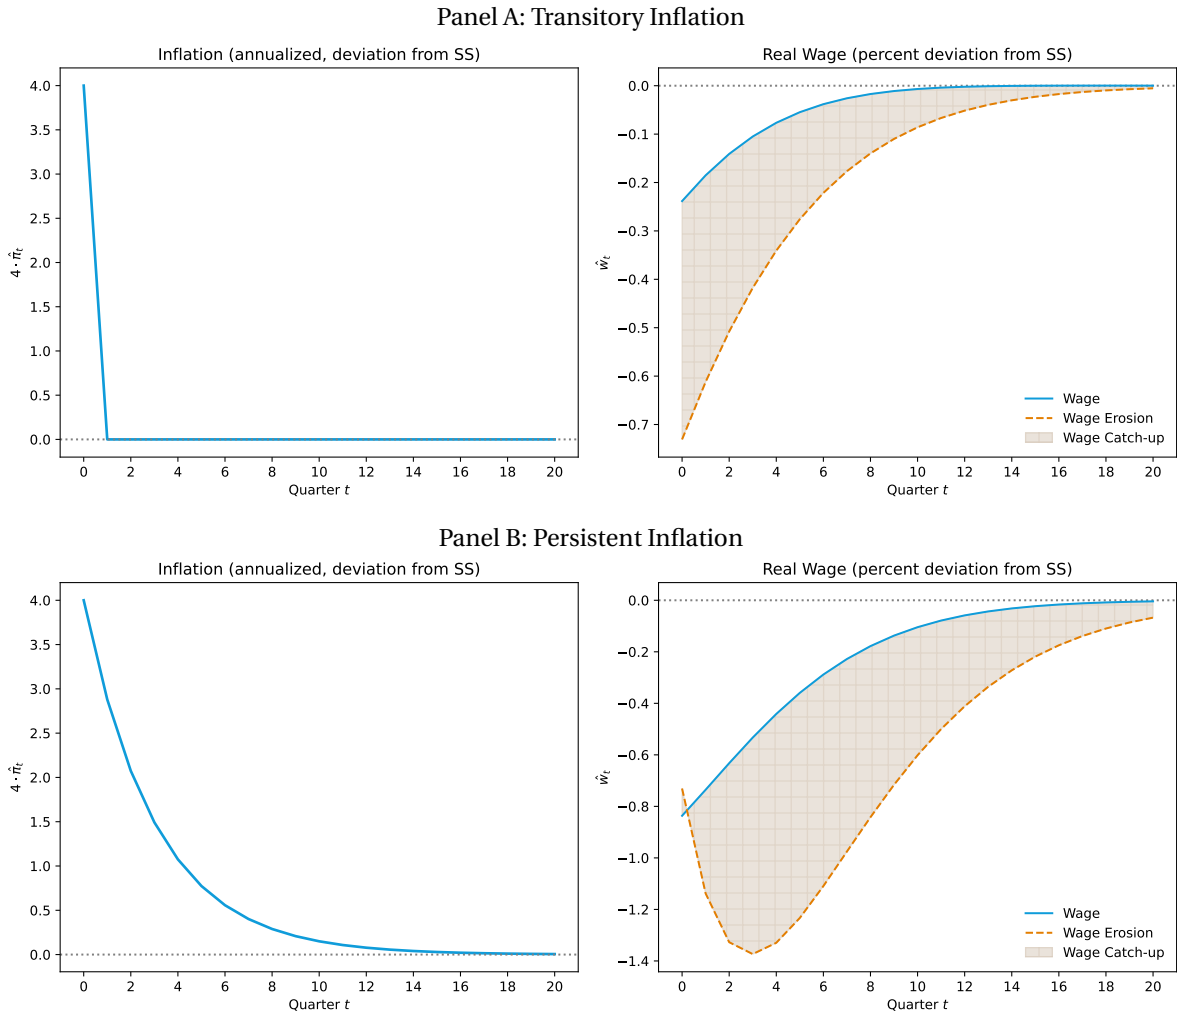 Panel A: Transitory Inflation
Inflation (annualized, deviation from SS)
4.0
3.5
3.0
2.5
2.0
1.5
1.0
0.5
0.0
4 · π̂t
0 2 4 6 8 10 12 14 16 18 20
Quarter t
Real Wage (percent deviation from SS)
0.0
−0.1
−0.2
−0.3
−0.4
−0.5
−0.6
−0.7
ŵt
Wage
Wage Erosion
Wage Catch-up
0 2 4 6 8 10 12 14 16 18 20
Quarter t
Panel B: Persistent Inflation
Inflation (annualized, deviation from SS)
4.0
3.5
3.0
2.5
2.0
1.5
1.0
0.5
0.0
4 · π̂t
0 2 4 6 8 10 12 14 16 18 20
Quarter t
Real Wage (percent deviation from SS)
0.0
−0.2
−0.4
−0.6
−0.8
−1.0
−1.2
−1.4
ŵt
Wage
Wage Erosion
Wage Catch-up
0 2 4 6 8 10 12 14 16 18 20
Quarter t